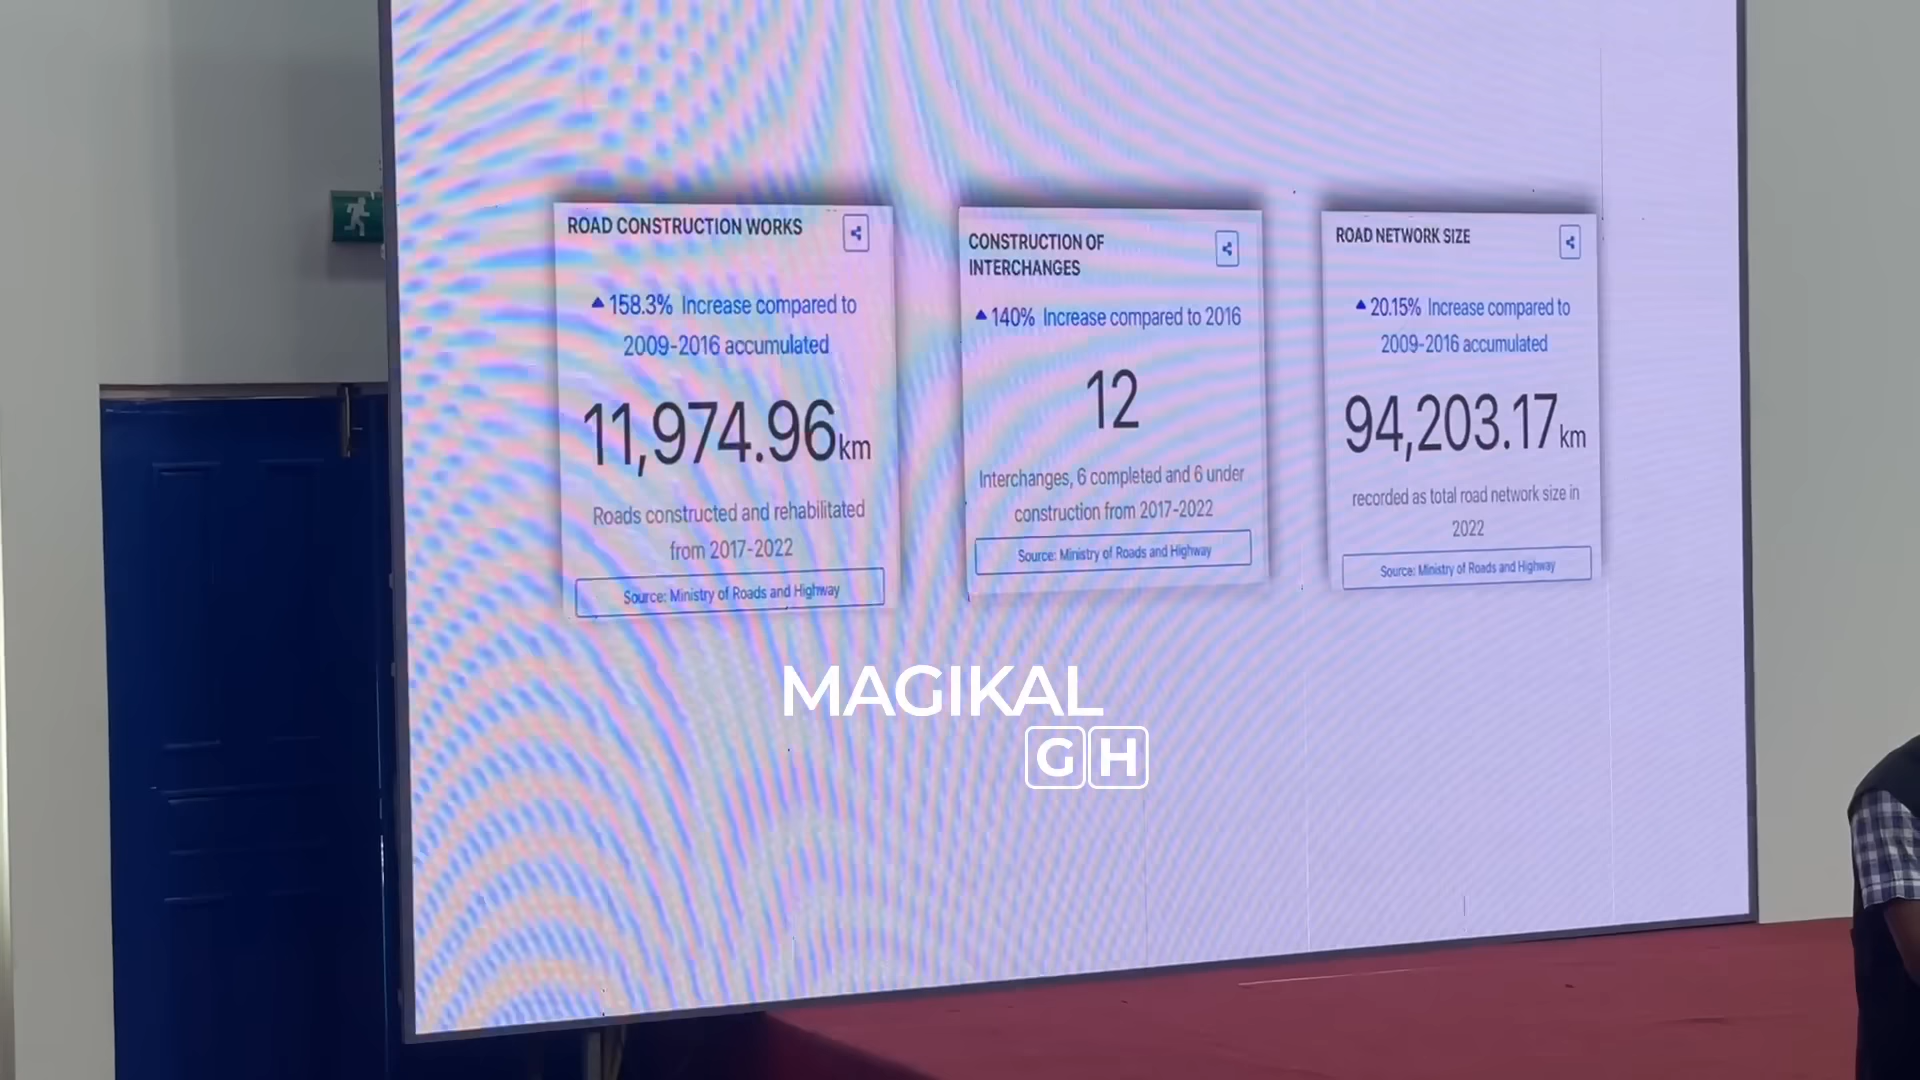 ROAD CONSTRUCTION WORKS
158.3% Increase compared to
2009-2016 accumulated
11,974.96km
Roads constructed and rehabilitated
from 2017-2022
Source: Ministry of Roads and Highway
CONSTRUCTION OF
INTERCHANGES
140% Increase compared to 2016
12
Interchanges, 6 completed and 6 under
construction from 2017-2022
Source: Ministry of Roads and Highway
ROAD NETWORK SIZE
20.15% Increase compared to
2009-2016 accumulated
94,203.17km
recorded as total road network size in
2022
Source: Ministry of Roads and Highway
MAGIKAL
GH